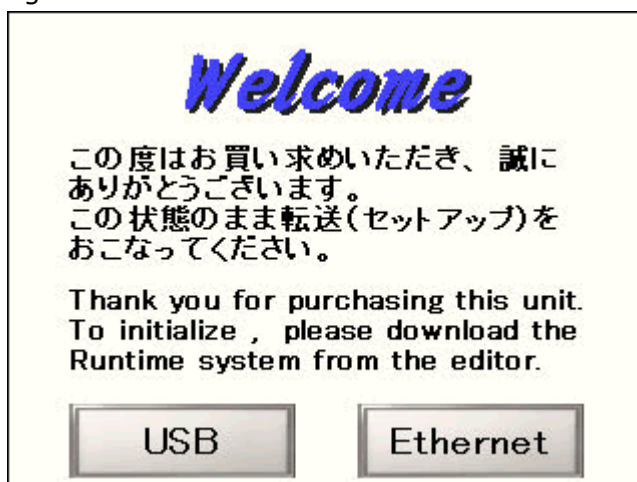 Welcome
この度はお買い求めいただき、誠に
ありがとうございます。
この状態のまま転送(セットアップ)を
おこなってください。
Thank you for purchasing this unit.
To initialize , please download the
Runtime system from the editor.
USB
Ethernet